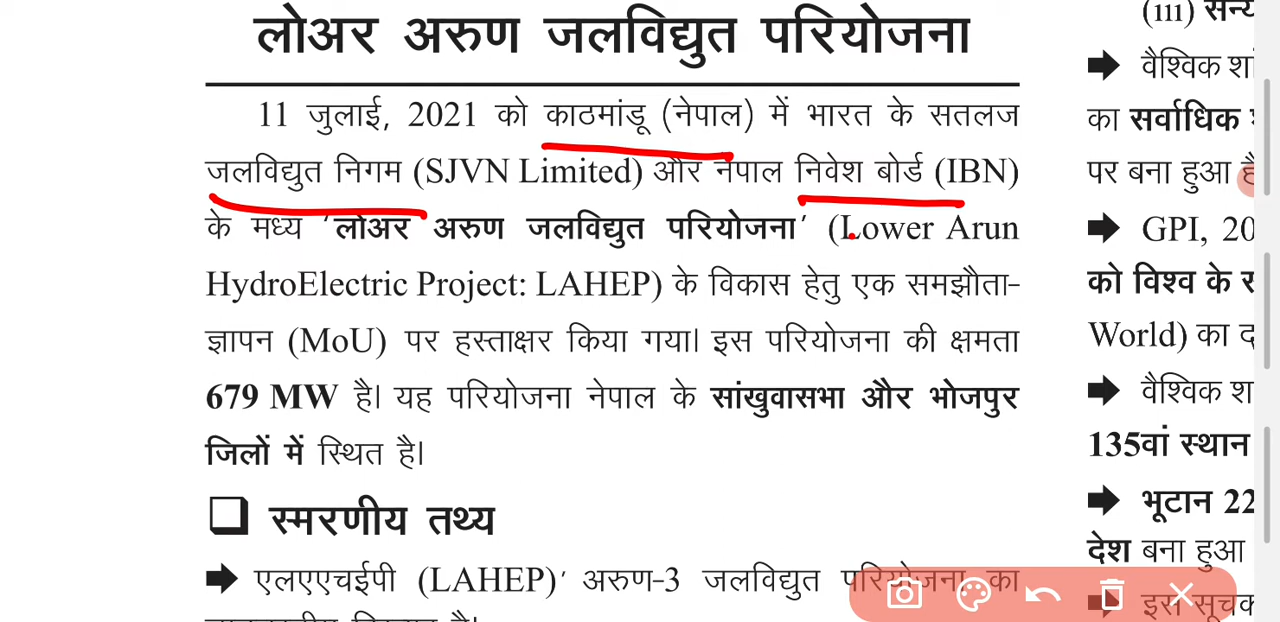 लोअर अरुण जलविद्युत परियोजना
11 जुलाई, 2021 को काठमांडू (नेपाल) में भारत के सतलज
जलविद्युत निगम (SJVN Limited) और नेपाल निवेश बोर्ड (IBN)
के मध्य 'लोअर अरुण जलविद्युत परियोजना' (Lower Arun
HydroElectric Project: LAHEP) के विकास हेतु एक समझौता-
ज्ञापन (MoU) पर हस्ताक्षर किया गया। इस परियोजना की क्षमता
679 MW है। यह परियोजना नेपाल के सांखुवासभा और भोजपुर
जिलों में स्थित है।
❑ स्मरणीय तथ्य
➡ एलएएचईपी (LAHEP)' अरुण-3 जलविद्युत परियोजना का
(iii)
➡ वैश्विक
का सर्वाधिक
पर बना हुआ है
➡ GPI, 20
को विश्व के
World) का
➡ वैश्विक
135वां स्थान
➡ भूटान 22
देश बना हुआ
➡ इस सूचक